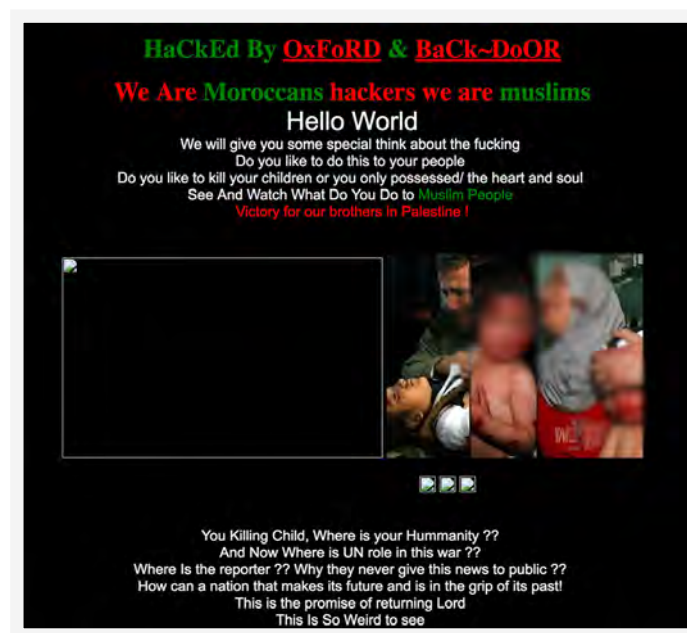 HaCkEd By OxFoRD & BaCk~DoOR
We Are Moroccans hackers we are muslims
Hello World
We will give you some special think about the fucking
Do you like to do this to your people
Do you like to kill your children or you only possessed/ the heart and soul
See And Watch What Do You Do to Muslim People
Victory for our brothers in Palestine !
You Killing Child, Where is your Hummanity ??
And Now Where is UN role in this war ??
Where Is the reporter ?? Why they never give this news to public ??
How can a nation that makes its future and is in the grip of its past!
This is the promise of returning Lord
This Is So Weird to see